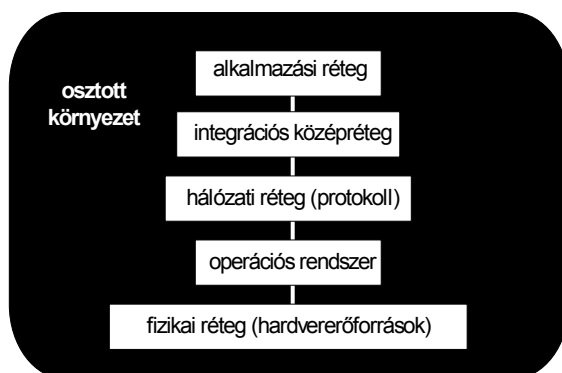 osztott
környezet
alkalmazási réteg
integrációs középréteg
hálózati réteg (protokoll)
operációs rendszer
fizikai réteg (hardvererőforrások)